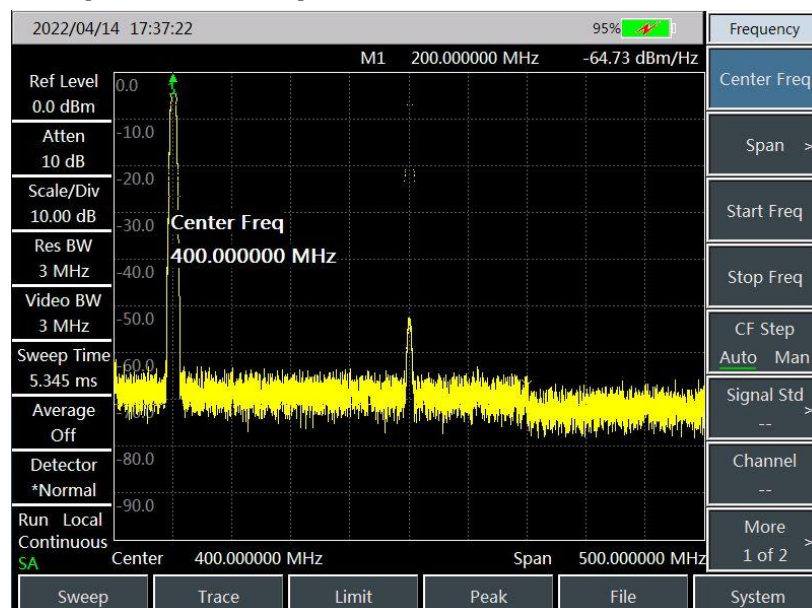 2022/04/14 17:37:22
95%
Frequency
M1 200.000000 MHz -64.73 dBm/Hz
Ref Level
0.0 dBm
Atten
10 dB
Scale/Div
10.00 dB
Res BW
3 MHz
Video BW
3 MHz
Sweep Time
5.345 ms
Average
Off
Detector
*Normal
Run Local
Continuous
SA
0.0
-10.0
-20.0
-30.0
-40.0
-50.0
-60.0
-80.0
-90.0
Center Freq
400.000000 MHz
Center 400.000000 MHz
Span 500.000000 MHz
Center Freq
Span >
Start Freq
Stop Freq
CF Step
Auto Man
Signal Std
-- >
Channel
--
More
1 of 2 >
Sweep
Trace
Limit
Peak
File
System